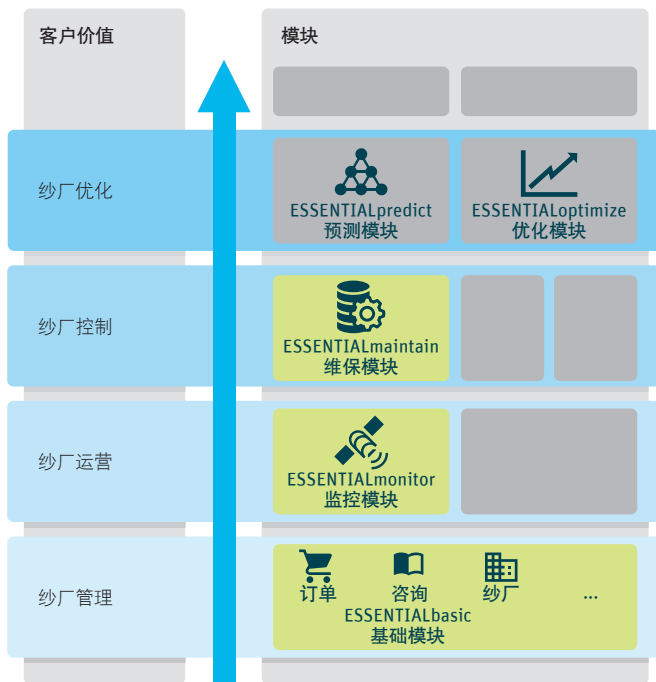 客户价值
模块
纱厂优化
ESSENTIALpredict
预测模块
ESSENTIALoptimize
优化模块
纱厂控制
ESSENTIALmaintain
维保模块
纱厂运营
ESSENTIALmonitor
监控模块
纱厂管理
订单 咨询 纱厂 ...
ESSENTIALbasic
基础模块